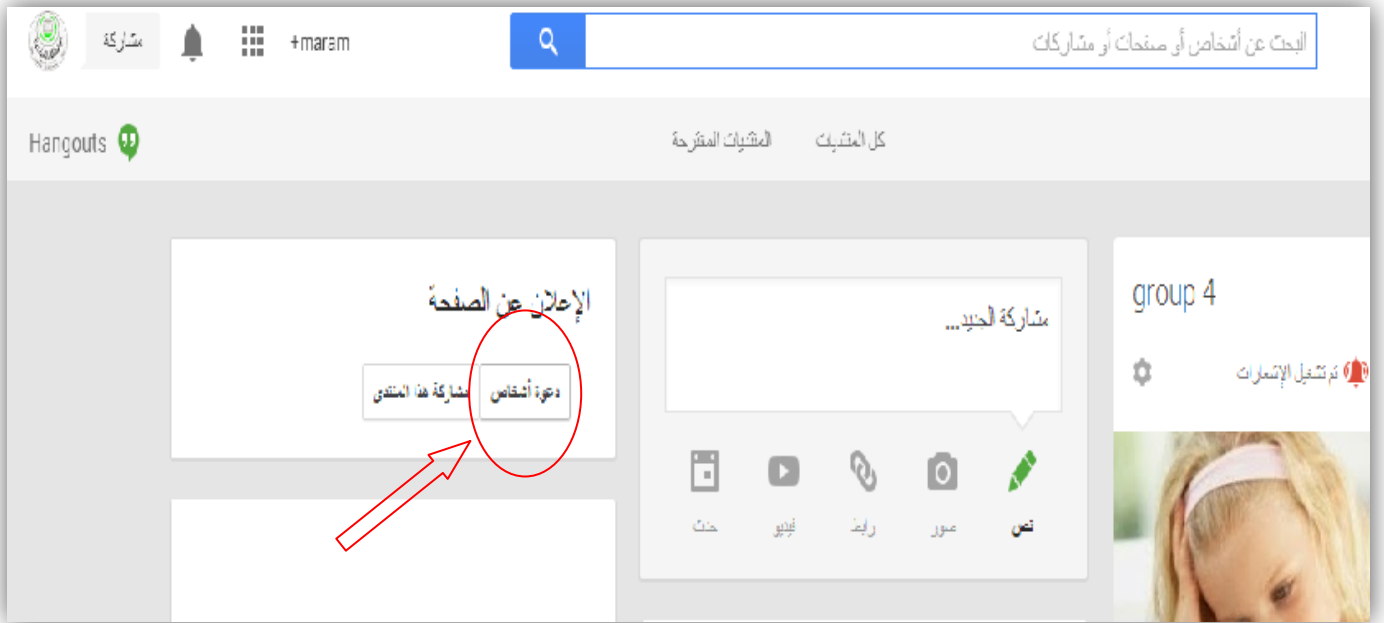 البحث عن أشخاص أو صفحات أو مشاركات
+maram
مشاركة
كل المنتديات
المنتديات المقترحة
Hangouts
group 4
تم تشغيل الإشعارات
مشاركة الجديد...
نص
صور
رابط
فيديو
حدث
الإعلان عن الصفحة
دعوة أشخاص
مشاركة هذا المنتدى